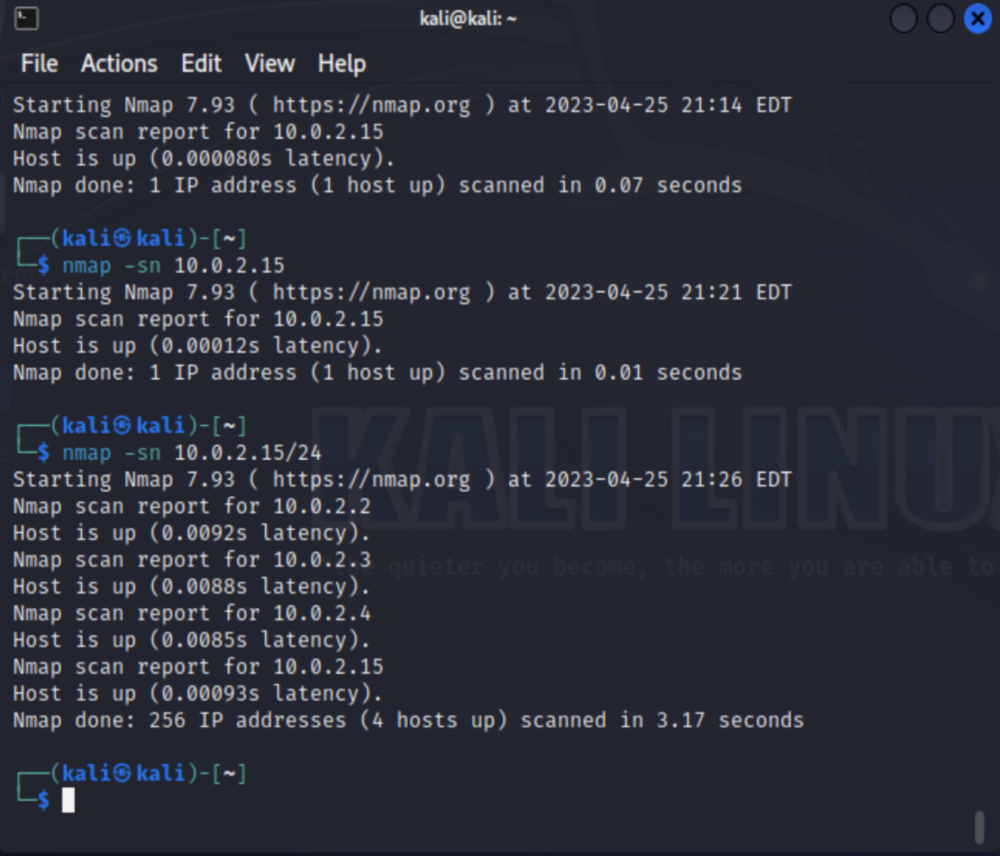 kali@kali: ~
File Actions Edit View Help
Starting Nmap 7.93 ( https://nmap.org ) at 2023-04-25 21:14 EDT
Nmap scan report for 10.0.2.15
Host is up (0.000080s latency).
Nmap done: 1 IP address (1 host up) scanned in 0.07 seconds
┌──(kali㉿kali)-[~]
└─$ nmap -sn 10.0.2.15
Starting Nmap 7.93 ( https://nmap.org ) at 2023-04-25 21:21 EDT
Nmap scan report for 10.0.2.15
Host is up (0.00012s latency).
Nmap done: 1 IP address (1 host up) scanned in 0.01 seconds
┌──(kali㉿kali)-[~]
└─$ nmap -sn 10.0.2.15/24
Starting Nmap 7.93 ( https://nmap.org ) at 2023-04-25 21:26 EDT
Nmap scan report for 10.0.2.2
Host is up (0.0092s latency).
Nmap scan report for 10.0.2.3
Host is up (0.0088s latency).
Nmap scan report for 10.0.2.4
Host is up (0.0085s latency).
Nmap scan report for 10.0.2.15
Host is up (0.00093s latency).
Nmap done: 256 IP addresses (4 hosts up) scanned in 3.17 seconds
┌──(kali㉿kali)-[~]
└─$
KALI LINU
the quieter you become, the more you are able to